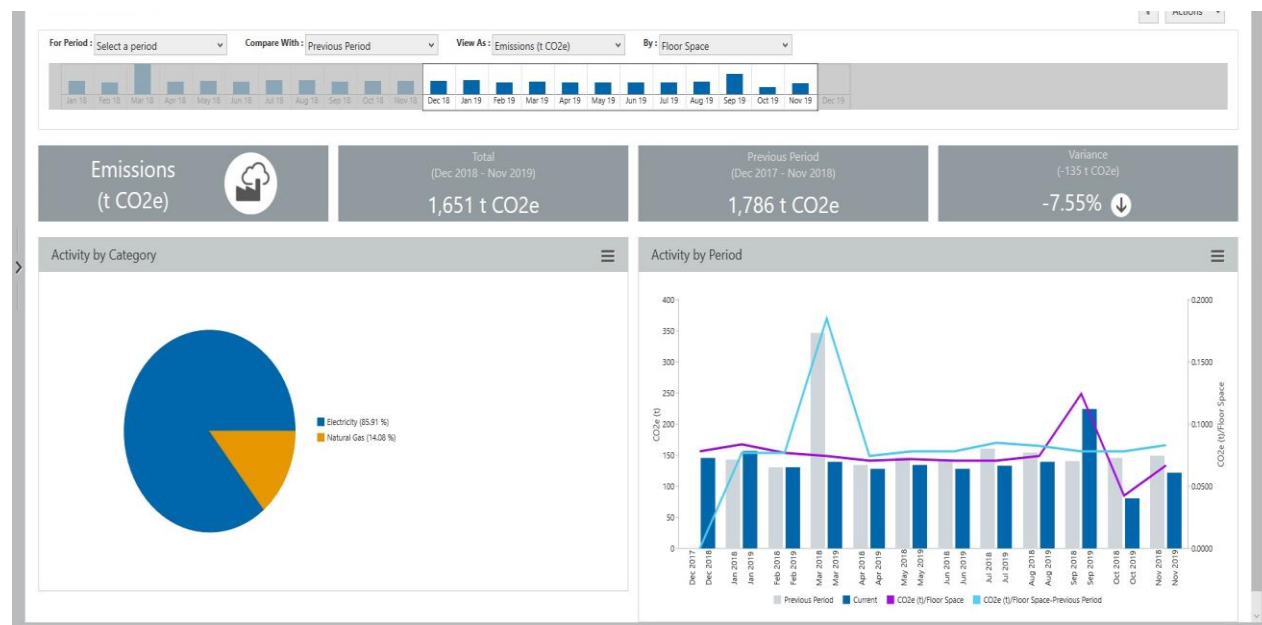 Actions
For Period : Select a period Compare With : Previous Period View As : Emissions (t CO2e) By : Floor Space
Jan 18 Feb 18 Mar 18 Apr 18 May 18 Jun 18 Jul 18 Aug 18 Sep 18 Oct 18 Nov 18 Dec 18 Jan 19 Feb 19 Mar 19 Apr 19 May 19 Jun 19 Jul 19 Aug 19 Sep 19 Oct 19 Nov 19 Dec 19
Emissions
(t CO2e)
Total
(Dec 2018 - Nov 2019)
1,651 t CO2e
Previous Period
(Dec 2017 - Nov 2018)
1,786 t CO2e
Variance
(-135 t CO2e)
-7.55%
Activity by Category
Electricity (85.91 %)
Natural Gas (14.08 %)
Activity by Period
400
350
300
250
200
150
100
50
0
CO2e (t)
0.2000
0.1500
0.1000
0.0500
0.0000
CO2e (t)/Floor Space
Dec 2017
Dec 2018
Jan 2018
Jan 2019
Feb 2018
Feb 2019
Mar 2018
Mar 2019
Apr 2018
Apr 2019
May 2018
May 2019
Jun 2018
Jun 2019
Jul 2018
Jul 2019
Aug 2018
Aug 2019
Sep 2018
Sep 2019
Oct 2018
Oct 2019
Nov 2018
Nov 2019
Previous Period Current CO2e (t)/Floor Space CO2e (t)/Floor Space-Previous Period